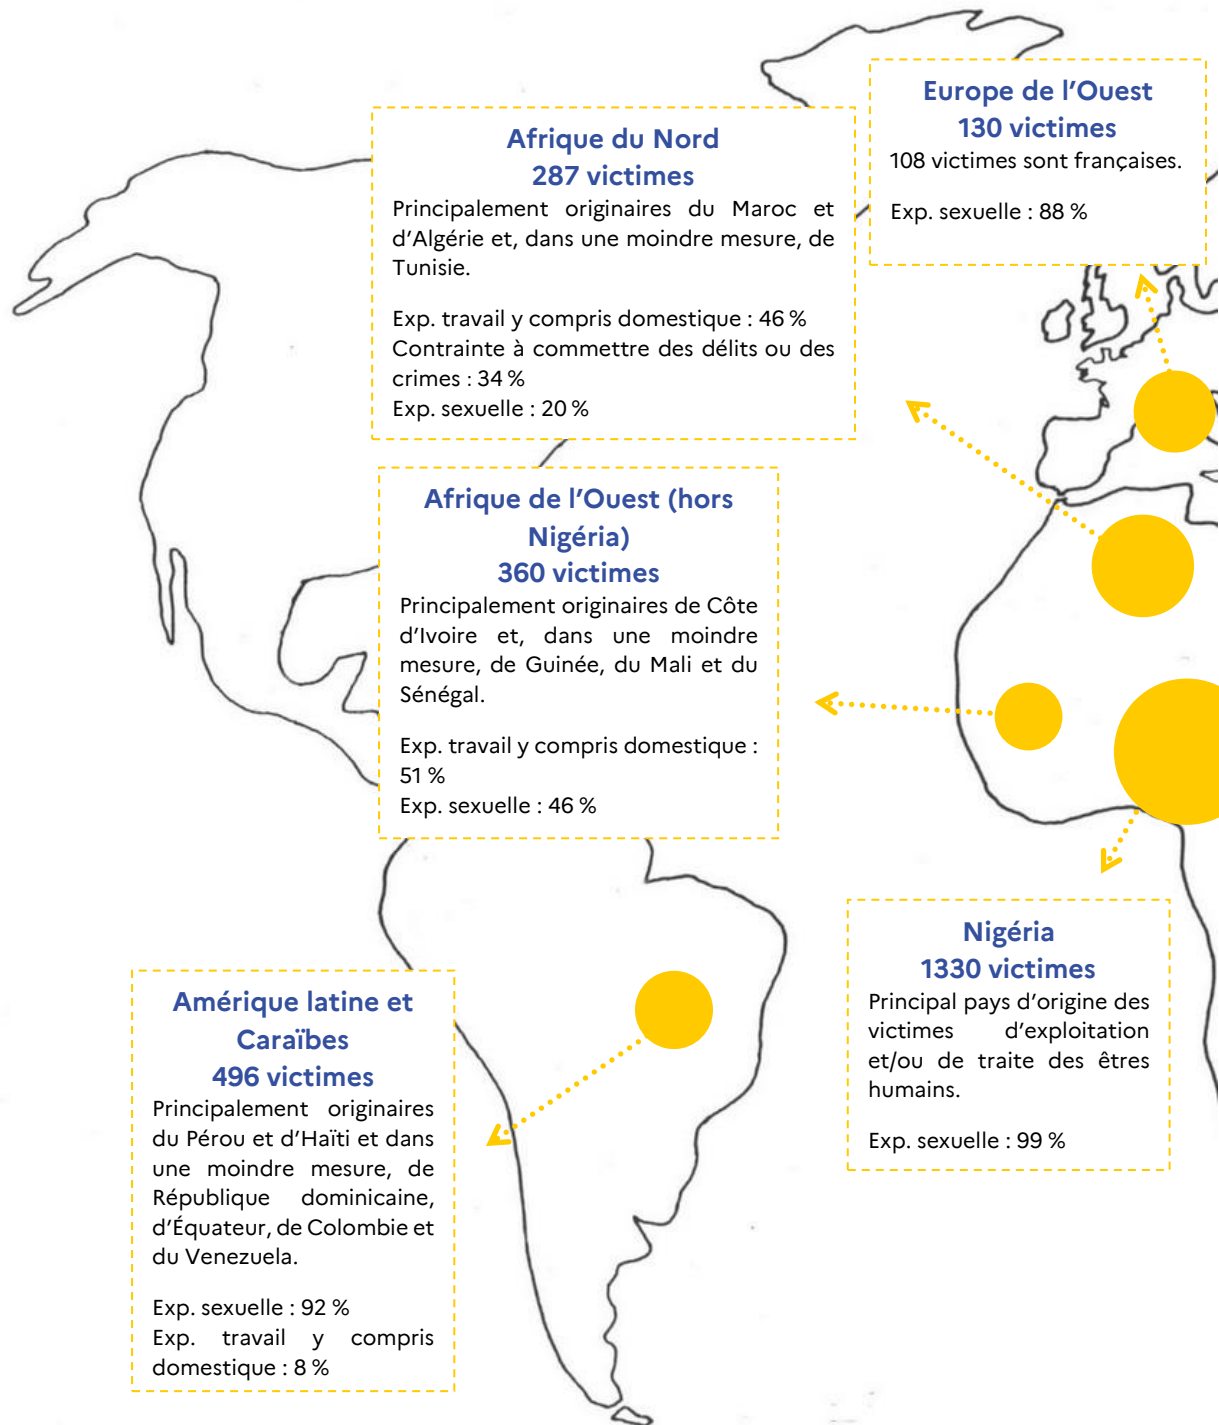 Europe de l'Ouest
130 victimes
108 victimes sont françaises.
Exp. sexuelle : 88 %
Afrique du Nord
287 victimes
Principalement originaires du Maroc et
d'Algérie et, dans une moindre mesure, de
Tunisie.
Exp. travail y compris domestique : 46 %
Contrainte à commettre des délits ou des
crimes : 34 %
Exp. sexuelle : 20 %
Afrique de l'Ouest (hors
Nigéria)
360 victimes
Principalement originaires de Côte
d'Ivoire et, dans une moindre
mesure, de Guinée, du Mali et du
Sénégal.
Exp. travail y compris domestique :
51 %
Exp. sexuelle : 46 %
Nigéria
1330 victimes
Principal pays d'origine des
victimes d'exploitation
et/ou de traite des êtres
humains.
Exp. sexuelle : 99 %
Amérique latine et
Caraïbes
496 victimes
Principalement originaires
du Pérou et d'Haïti et dans
une moindre mesure, de
République dominicaine,
d'Équateur, de Colombie et
du Venezuela.
Exp. sexuelle : 92 %
Exp. travail y compris
domestique : 8 %